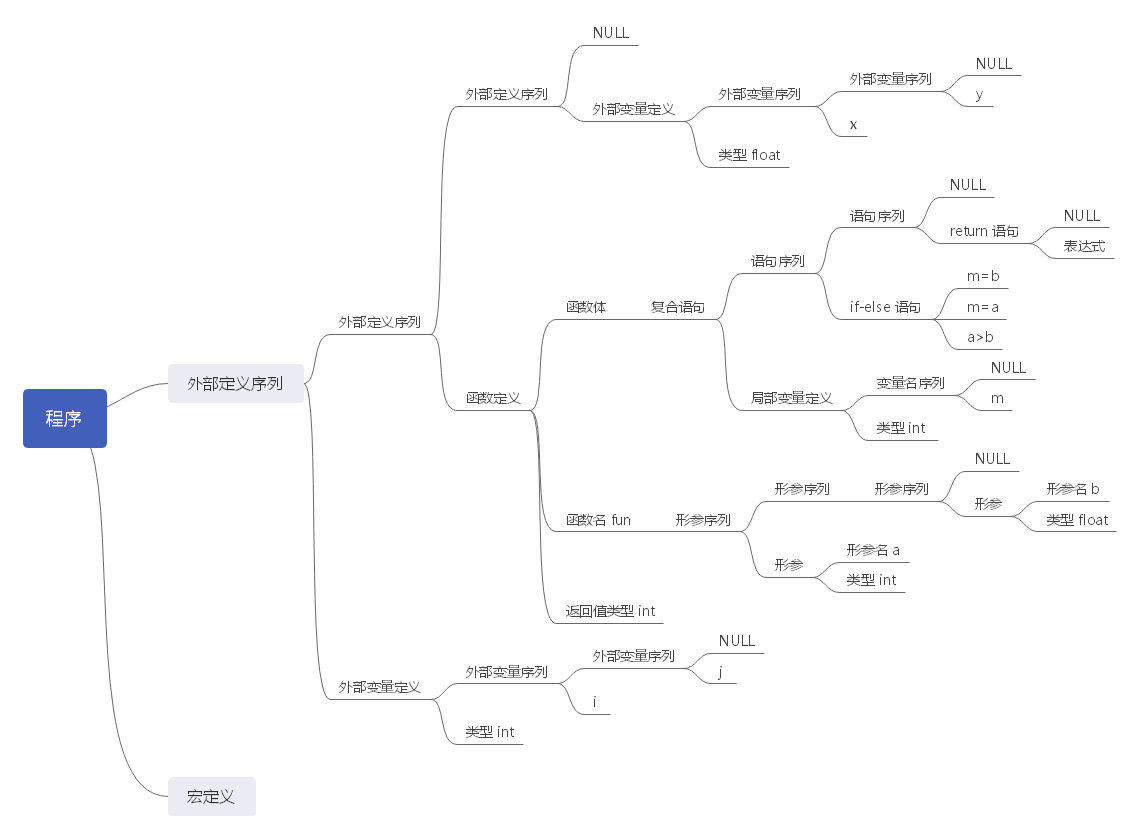 NULL
外部定义序列
外部变量定义
外部变量序列
外部变量序列
NULL
y
x
类型 float
NULL
语句序列
return 语句
NULL
表达式
语句序列
m=b
if-else 语句
m=a
a>b
函数体
复合语句
外部定义序列
NULL
变量名序列
m
局部变量定义
类型 int
外部定义序列
函数定义
程序
NULL
形参序列
形参序列
形参名 b
形参
类型 float
函数名 fun
形参序列
形参名 a
形参
类型 int
返回值类型 int
NULL
外部变量序列
外部变量序列
j
外部变量定义
i
类型 int
宏定义